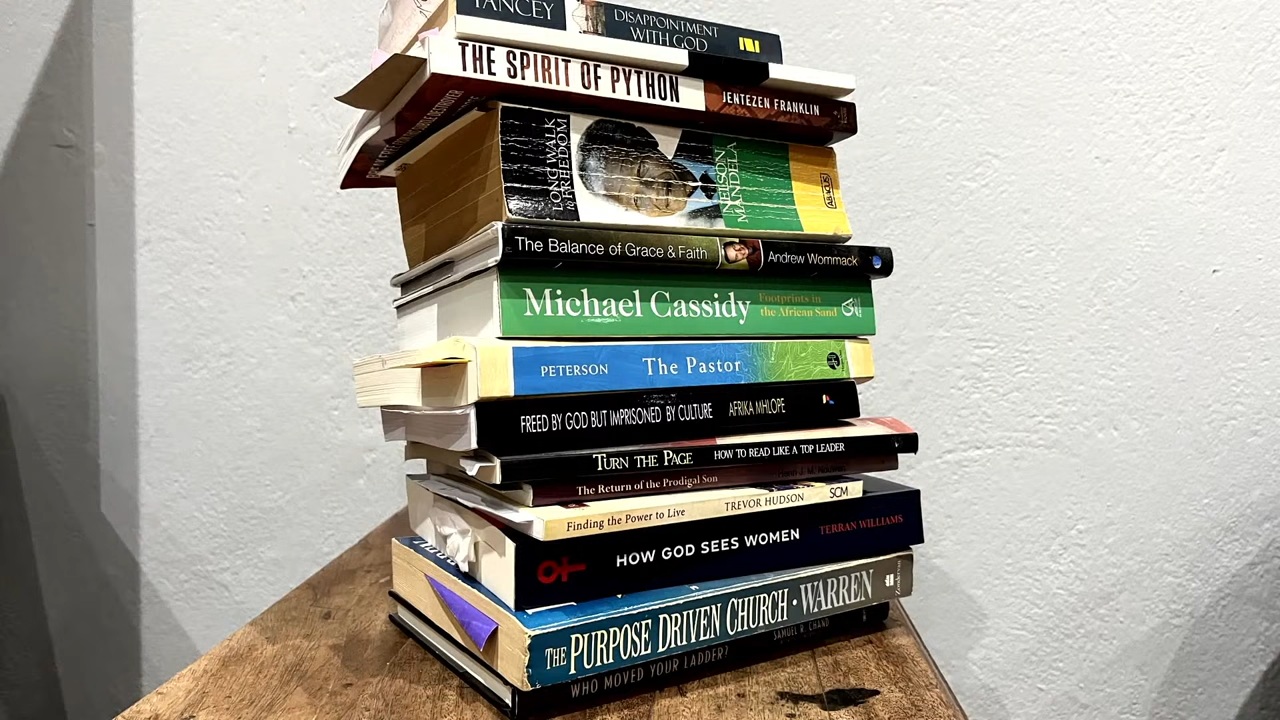 YANCEY
DISAPPOINTMENT
WITH GOD
THE SPIRIT OF PYTHON
JENTEZEN FRANKLIN
LONG WALK
to FREEDOM
NELSON
MANDELA
ABACUS
The Balance of Grace & Faith
Andrew Wommack
Michael Cassidy
Footprints in
the African Sand
PETERSON
The Pastor
FREED BY GOD BUT IMPRISONED BY CULTURE
AFRIKA MHLOPE
TURN THE PAGE
HOW TO READ LIKE A TOP LEADER
The Return of the Prodigal Son
Finding the Power to Live
TREVOR HUDSON
SCM
HOW GOD SEES WOMEN
TERRAN WILLIAMS
THE PURPOSE DRIVEN CHURCH · WARREN
Zondervan
WHO MOVED YOUR LADDER?
SAMUEL R. CHAND